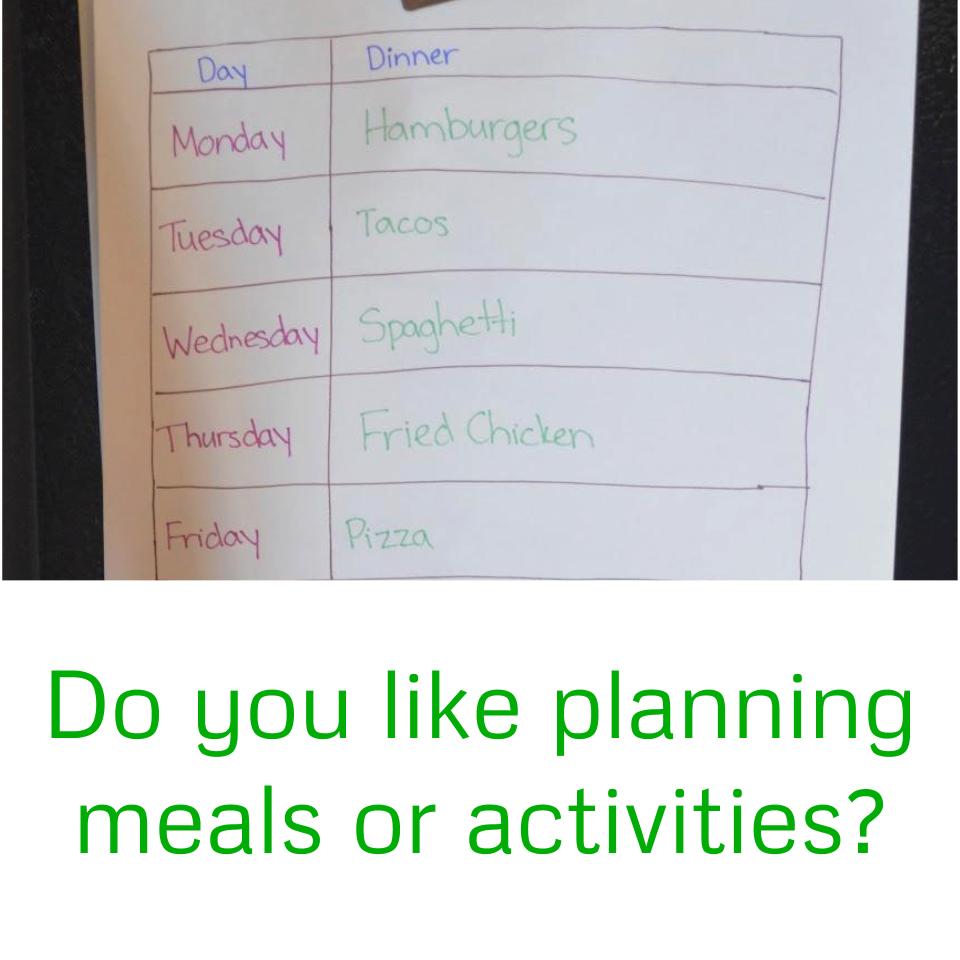 Day Dinner
Monday Hamburgers
Tuesday Tacos
Wednesday Spaghetti
Thursday Fried Chicken
Friday Pizza
Do you like planning
meals or activities?